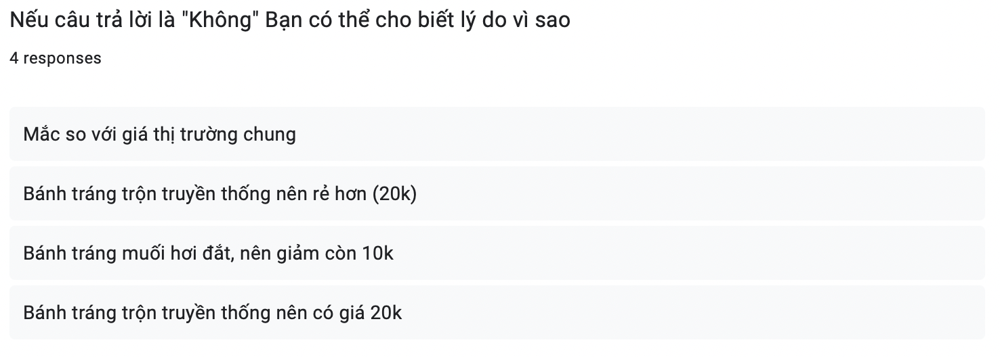 Nếu câu trả lời là "Không" Bạn có thể cho biết lý do vì sao
4 responses
Mắc so với giá thị trường chung
Bánh tráng trộn truyền thống nên rẻ hơn (20k)
Bánh tráng muối hơi đắt, nên giảm còn 10k
Bánh tráng trộn truyền thống nên có giá 20k